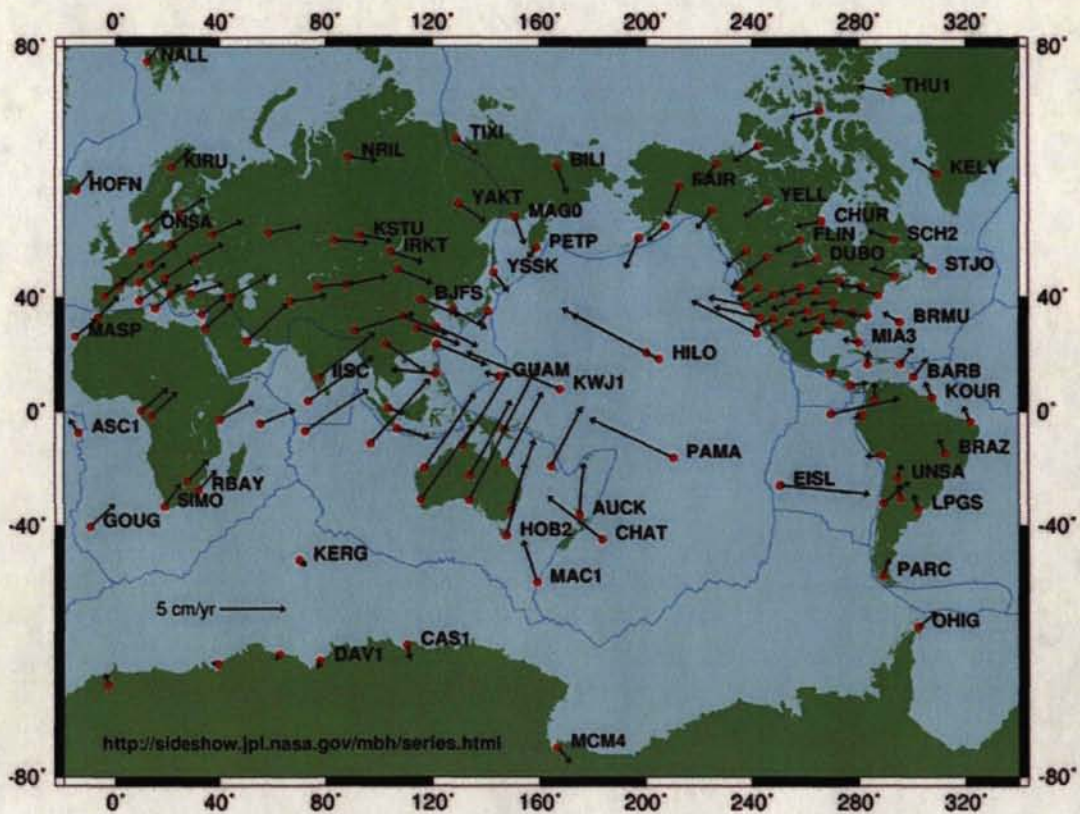 0° 40° 80° 120° 160° 200° 240° 280° 320°
80° 80°
NALL
THU1
TIXI
NRIL
BILI
KIRU
KELY
HOFN
FAIR
YELL
YAKT
MAG0
CHUR
ONSA
KSTU
FLIN
SCH2
IRKT
PETP
DUBO
YSSK
STJO
40° 40°
BJFS
MASP
BRMU
MIA3
HILO
IISC
GUAM
BARB
KWJ1
KOUR
0° 0°
ASC1
BRAZ
PAMA
UNSA
EISL
RBAY
SIMO
LPGS
AUCK
GOUG
HOB2
-40° -40°
CHAT
KERG
PARC
MAC1
5 cm/yr
OHIG
CAS1
DAV1
http://sideshow.jpl.nasa.gov/mbh/series.html
MCM4
-80° -80°
0° 40° 80° 120° 160° 200° 240° 280° 320°